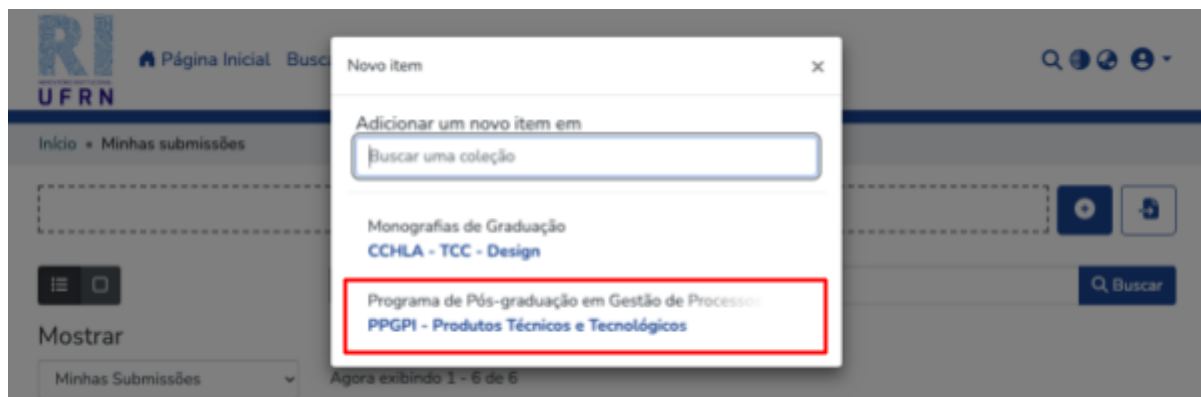 RI
UFRN
Página Inicial Busc
Início • Minhas submissões
Novo item ×
Adicionar um novo item em
Buscar uma coleção
Monografias de Graduação
CCHLA - TCC - Design
Programa de Pós-graduação em Gestão de Processos
PPGPI - Produtos Técnicos e Tecnológicos
Buscar
Mostrar
Minhas Submissões
Agora exibindo 1 - 6 de 6